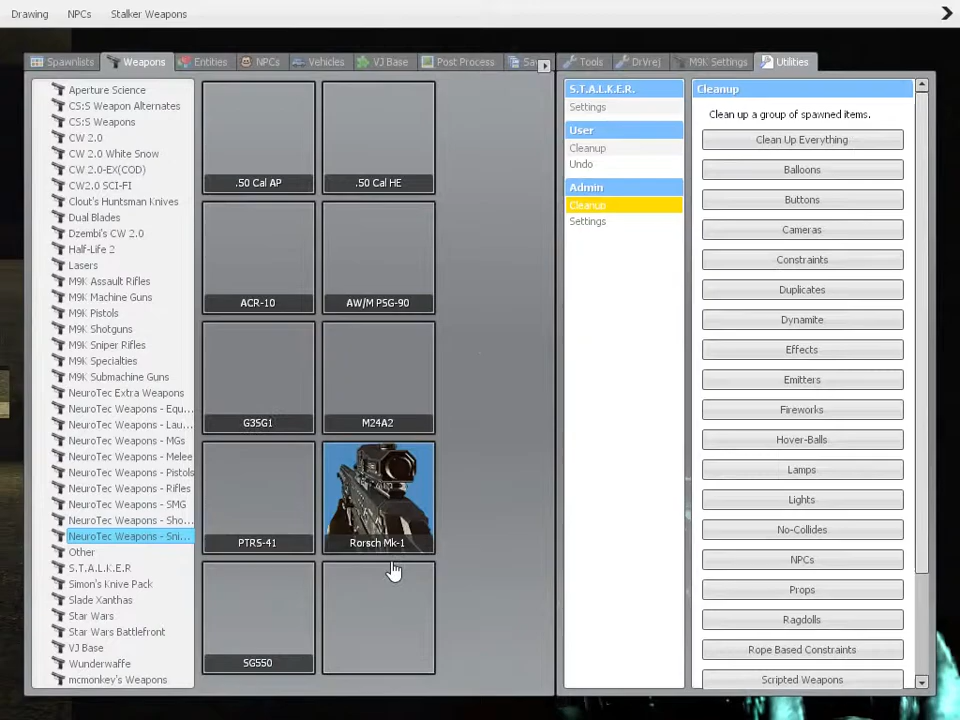 Drawing NPCs Stalker Weapons
Spawnlists Weapons Entities NPCs Vehicles VJ Base Post Process Sav
Tools DrVrej M9K Settings Utilities
Aperture Science
CS:S Weapon Alternates
CS:S Weapons
CW 2.0
CW 2.0 White Snow
CW 2.0-EX(COD)
CW2.0 SCI-FI
Clout's Huntsman Knives
Dual Blades
Dzembi's CW 2.0
Half-Life 2
Lasers
M9K Assault Rifles
M9K Machine Guns
M9K Pistols
M9K Shotguns
M9K Sniper Rifles
M9K Specialties
M9K Submachine Guns
NeuroTec Extra Weapons
NeuroTec Weapons - Equ...
NeuroTec Weapons - Lau...
NeuroTec Weapons - MGs
NeuroTec Weapons - Melee
NeuroTec Weapons - Pistols
NeuroTec Weapons - Rifles
NeuroTec Weapons - SMG
NeuroTec Weapons - Sho...
NeuroTec Weapons - Sni...
Other
S.T.A.L.K.E.R
Simon's Knive Pack
Slade Xanthas
Star Wars
Star Wars Battlefront
VJ Base
Wunderwaffe
mcmonkey's Weapons
.50 Cal AP
.50 Cal HE
ACR-10
AW/M PSG-90
G3SG1
M24A2
PTRS-41
Rorsch Mk-1
SG550
S.T.A.L.K.E.R.
Settings
User
Cleanup
Undo
Admin
Cleanup
Settings
Cleanup
Clean up a group of spawned items.
Clean Up Everything
Balloons
Buttons
Cameras
Constraints
Duplicates
Dynamite
Effects
Emitters
Fireworks
Hover-Balls
Lamps
Lights
No-Collides
NPCs
Props
Ragdolls
Rope Based Constraints
Scripted Weapons